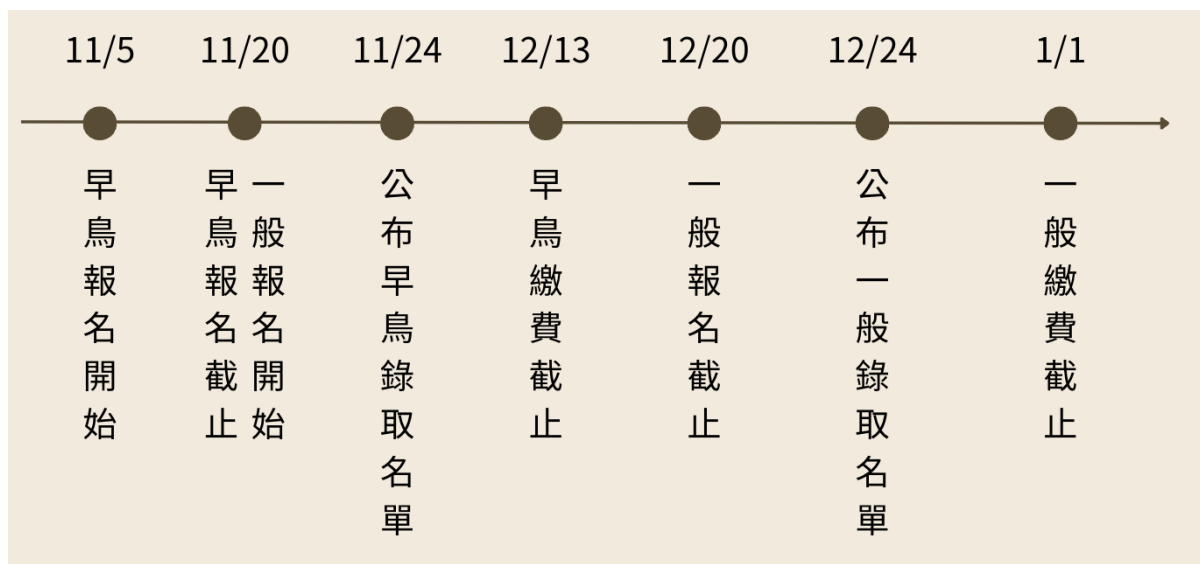 11/5
11/20
11/24
12/13
12/20
12/24
1/1
早鳥報名開始
早鳥報名截止
一般報名開始
公布早鳥錄取名單
早鳥繳費截止
一般報名截止
公布一般錄取名單
一般繳費截止